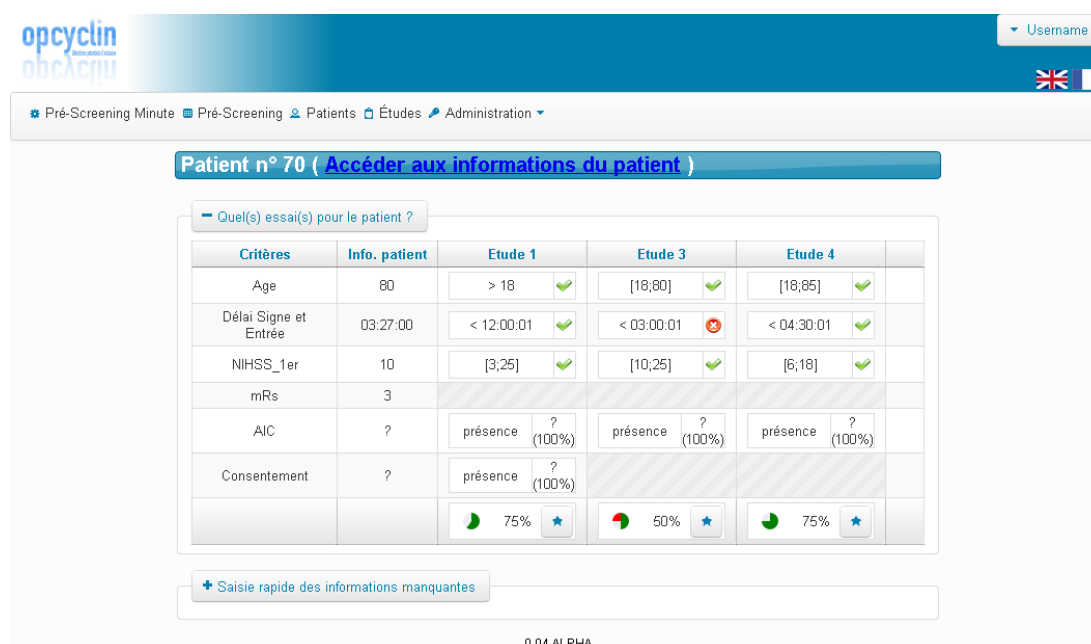 opcyclin
Username
Pré-Screening Minute Pré-Screening Patients Études Administration
Patient n° 70 ( Accéder aux informations du patient )
Quel(s) essai(s) pour le patient ?
Critères Info. patient Etude 1 Etude 3 Etude 4
Age 80 > 18 [18;80] [18;85]
Délai Signe et
Entrée 03:27:00 < 12:00:01 < 03:00:01 < 04:30:01
NIHSS_1er 10 [3;25] [10;25] [6;18]
mRs 3
AIC ? présence ? (100%) présence ? (100%) présence ? (100%)
Consentement ? présence ? (100%)
75% 50% 75%
Saisie rapide des informations manquantes
0.04 ALPHA